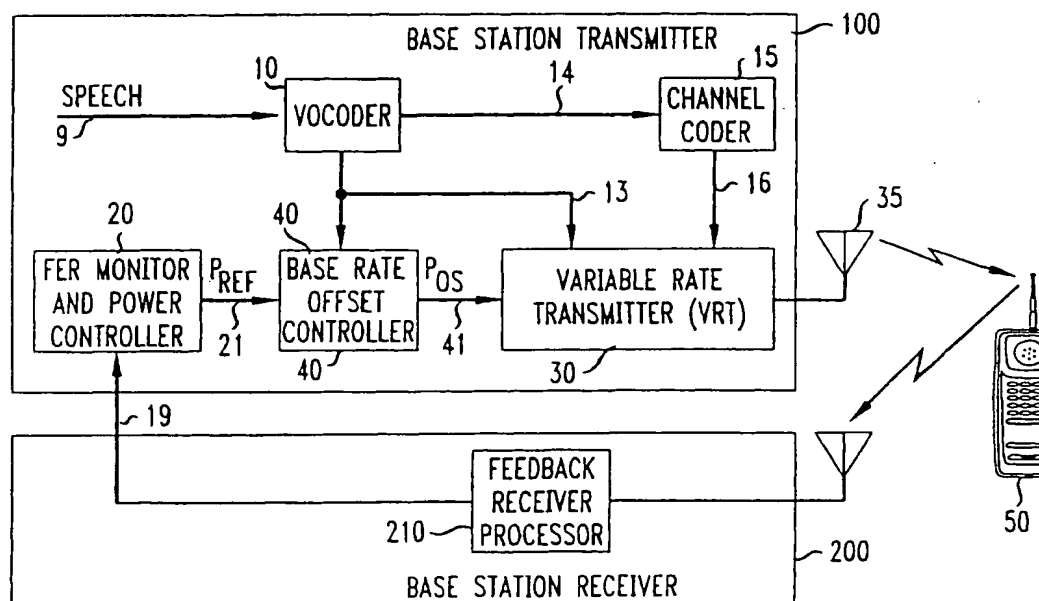 BASE STATION TRANSMITTER
100
SPEECH
9
10
VOCODER
14
15
CHANNEL
CODER
13
16
35
20
FER MONITOR
AND POWER
CONTROLLER
PREF
21
40
BASE RATE
OFFSET
CONTROLLER
40
POS
41
VARIABLE RATE
TRANSMITTER (VRT)
30
19
FEEDBACK
RECEIVER
PROCESSOR
210
50
200
BASE STATION RECEIVER